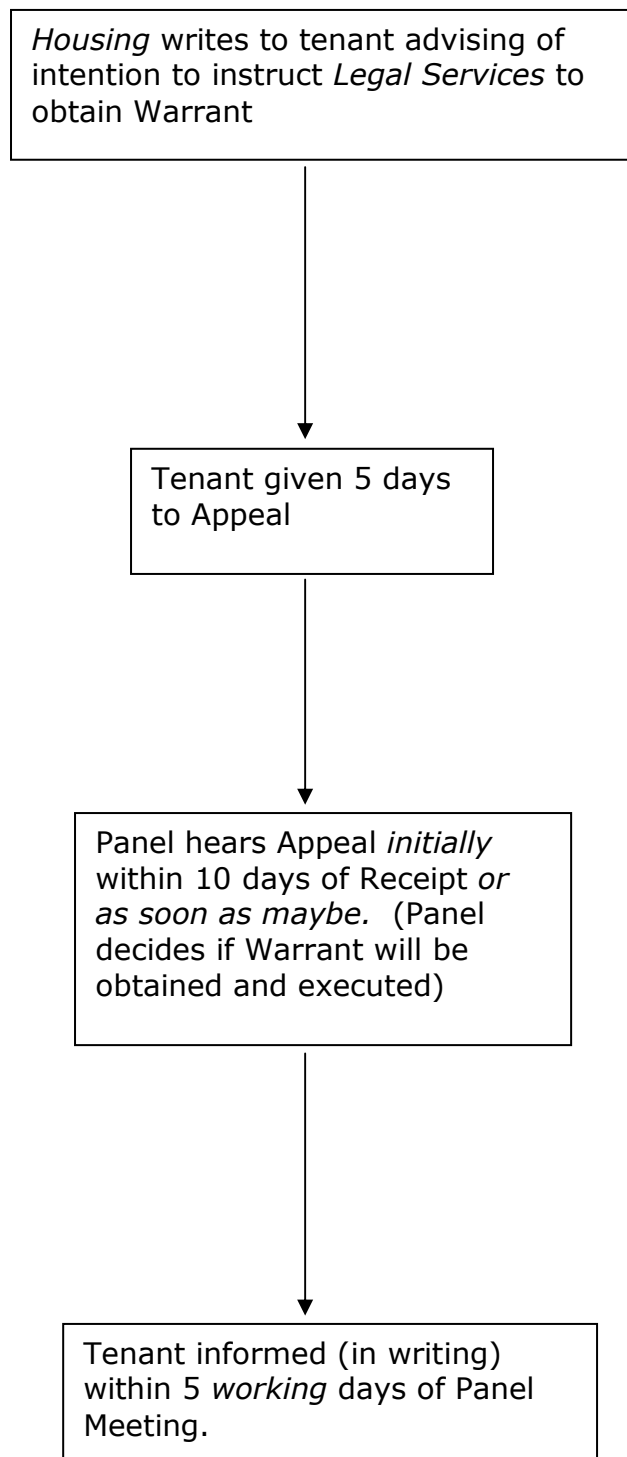 Housing writes to tenant advising of
intention to instruct Legal Services to
obtain Warrant
Tenant given 5 days
to Appeal
Panel hears Appeal initially
within 10 days of Receipt or
as soon as maybe. (Panel
decides if Warrant will be
obtained and executed)
Tenant informed (in writing)
within 5 working days of Panel
Meeting.